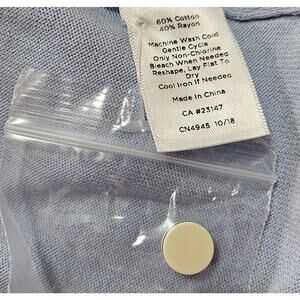 60% Cotton
40% Rayon
Machine Wash Cold
Gentle Cycle
Only Non-Chlorine
Bleach When Needed
Reshape, Lay Flat To
Dry
Cool Iron If Needed
Made In China
CA #23147
CN4945 10/18